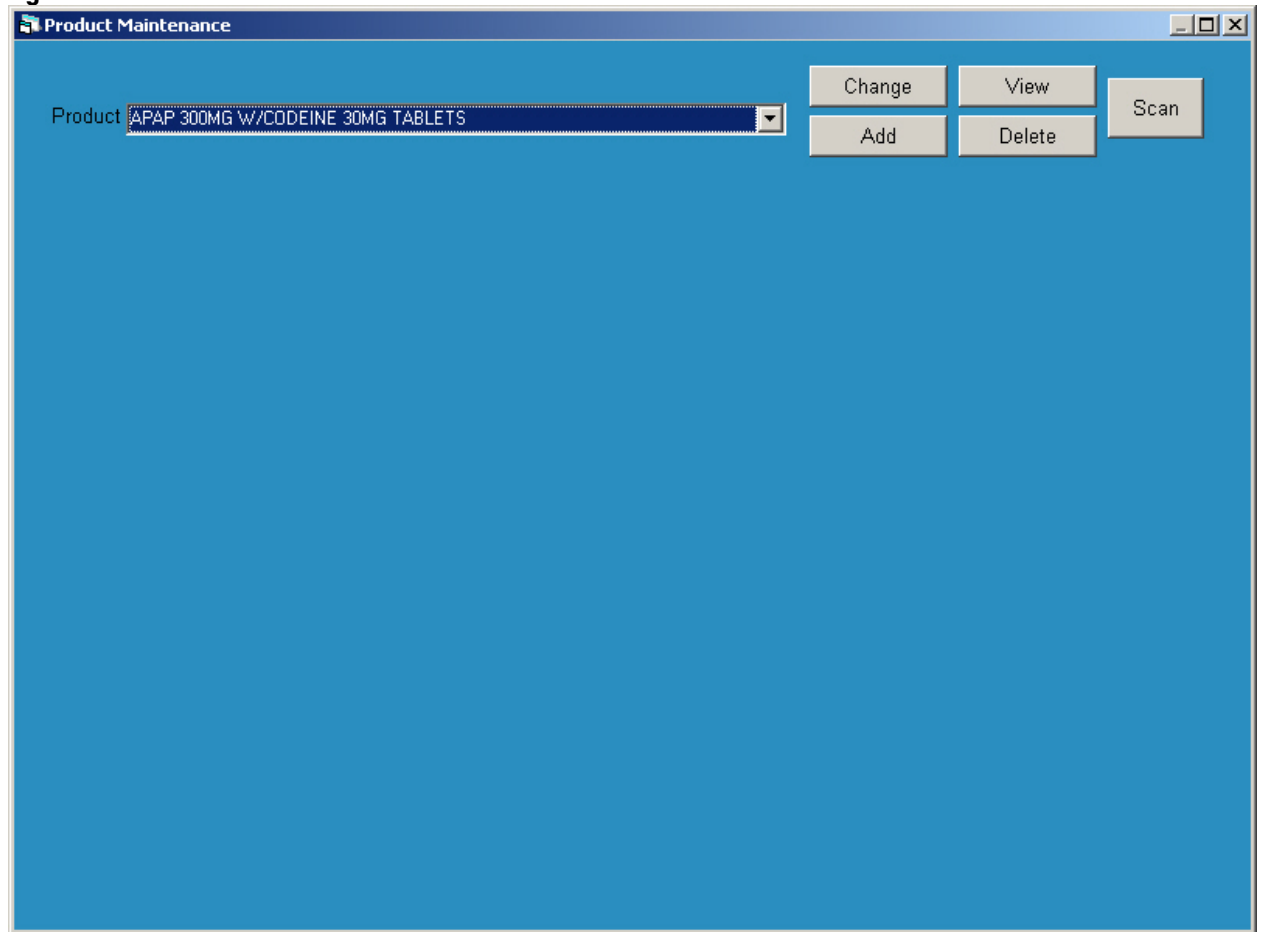 Product Maintenance
Change View
Scan
Product APAP 300MG W/CODEINE 30MG TABLETS
Add Delete